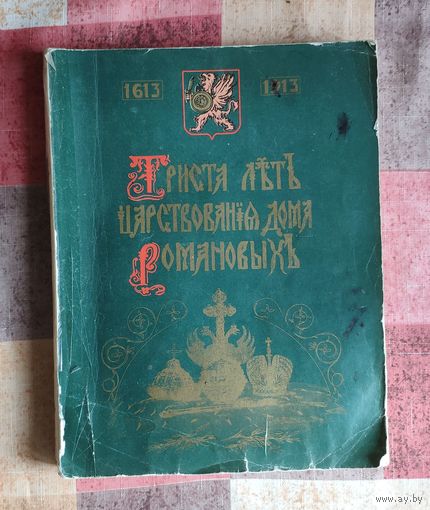 1613 1913
Триста лѣтъ
царствованія дома
Романовыхъ
www.ay.by